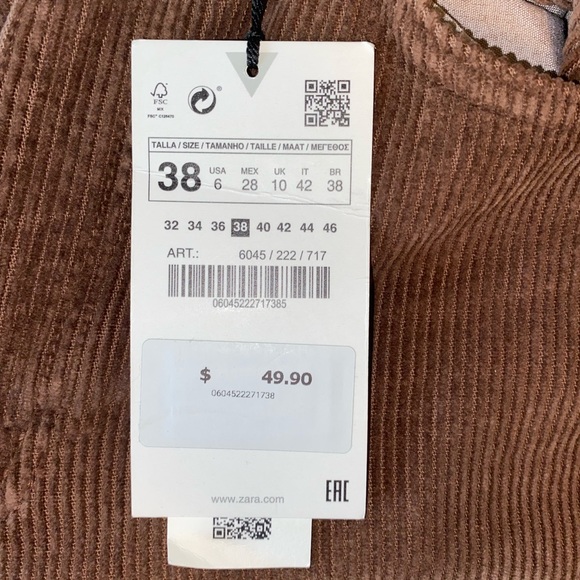 FSC
MIX
TALLA / SIZE / TAMANHO / TAILLE / MAAT / ΜΕΓΕΘΟΣ
38 USA 6 MEX 28 UK 10 IT 42 BR 38
32 34 36 38 40 42 44 46
ART.: 6045 / 222 / 717
06045222717385
$ 49.90
0604522271738
www.zara.com
EAC